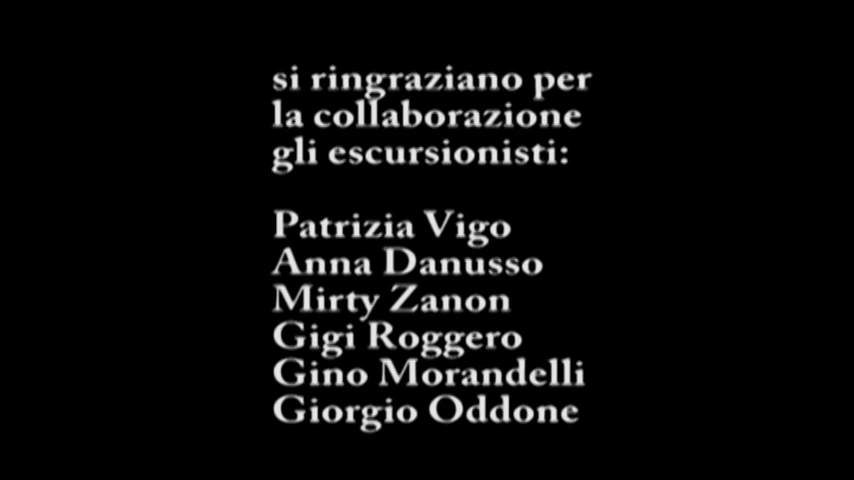 si ringraziano per
la collaborazione
gli escursionisti:
Patrizia Vigo
Anna Danusso
Mirty Zanon
Gigi Roggero
Gino Morandelli
Giorgio Oddone